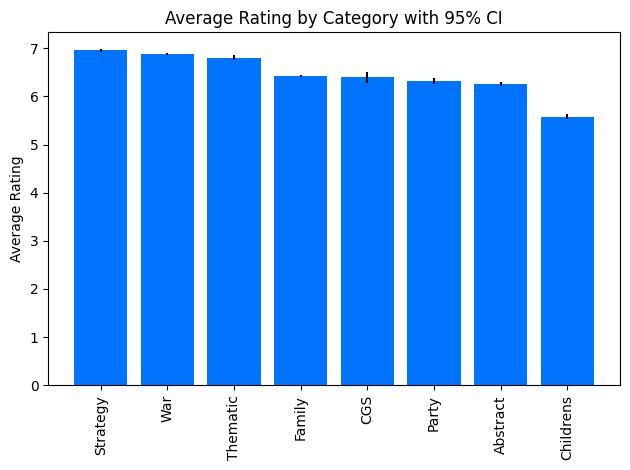 Average Rating by Category with 95% CI
Average Rating
7
6
5
4
3
2
1
0
Strategy
War
Thematic
Family
CGS
Party
Abstract
Childrens